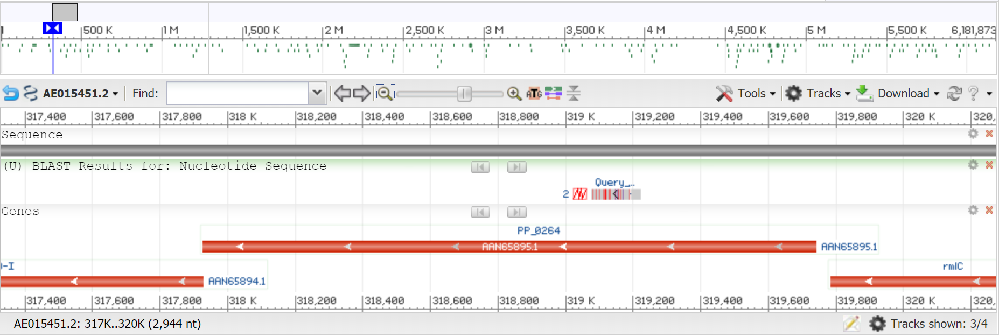 500 K 1 M 1,500 K 2 M 2,500 K 3 M 3,500 K 4 M 4,500 K 5 M 5,500 K 6,181,873
AE015451.2 Find: ATG Tools Tracks Download ?
317,400 317,600 317,800 318 K 318,200 318,400 318,600 318,800 319 K 319,200 319,400 319,600 319,800 320 K 320,
Sequence
(U) BLAST Results for: Nucleotide Sequence
Query_..
2
Genes
PP_0264
AAN65895.1 AAN65895.1
-I rmlC
AAN65894.1
317,400 317,600 317,800 318 K 318,200 318,400 318,600 318,800 319 K 319,200 319,400 319,600 319,800 320 K 320,
AE015451.2: 317K..320K (2,944 nt) Tracks shown: 3/4